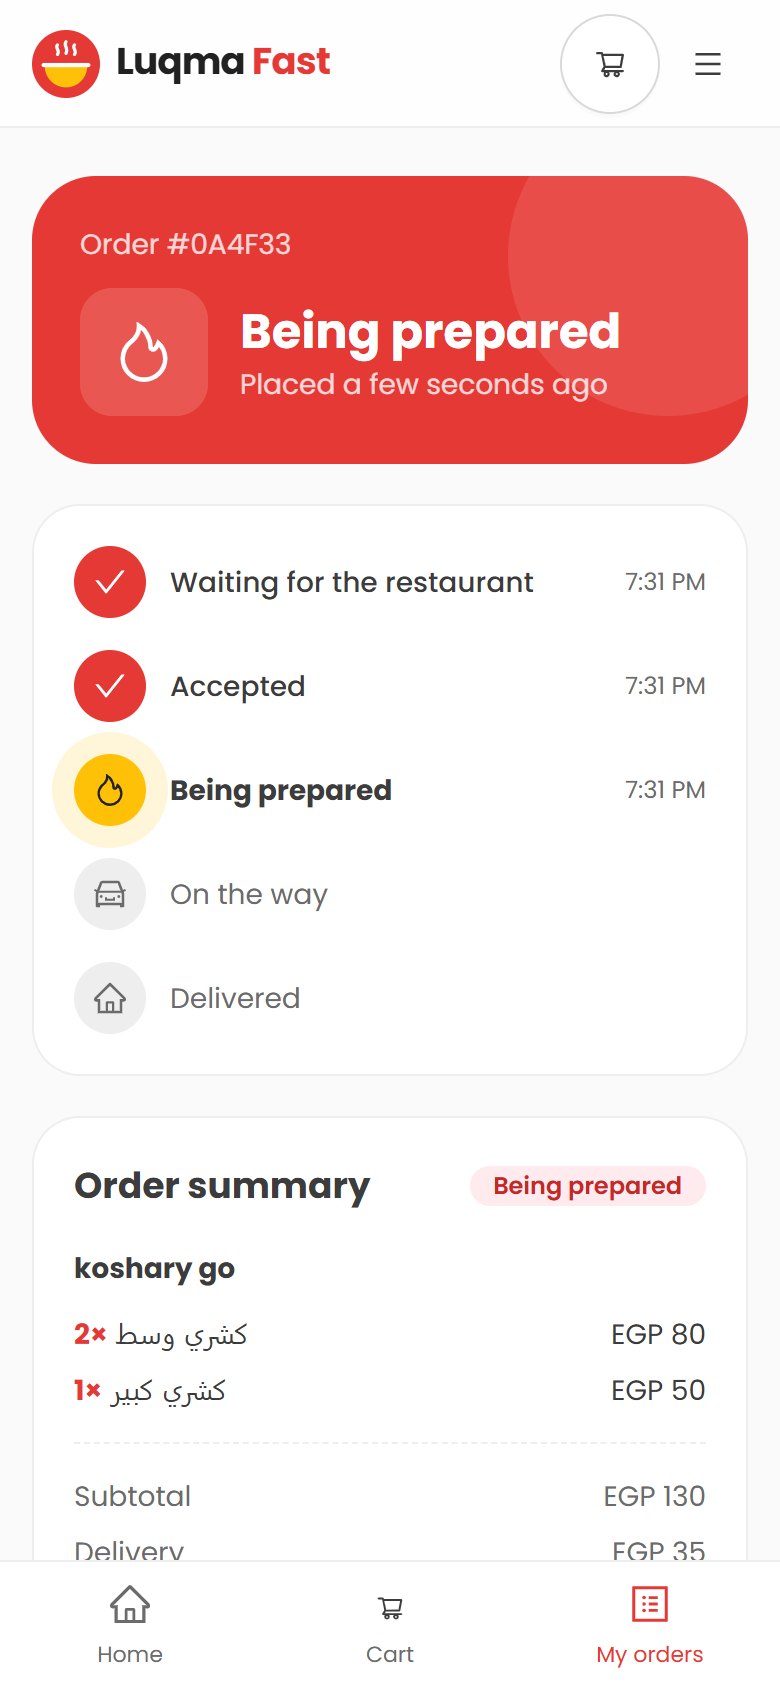 Luqma Fast
Order #0A4F33
Being prepared
Placed a few seconds ago
Waiting for the restaurant 7:31 PM
Accepted 7:31 PM
Being prepared 7:31 PM
On the way
Delivered
Order summary Being prepared
koshary go
2× كشري وسط EGP 80
1× كشري كبير EGP 50
Subtotal EGP 130
Delivery EGP 35
Home Cart My orders